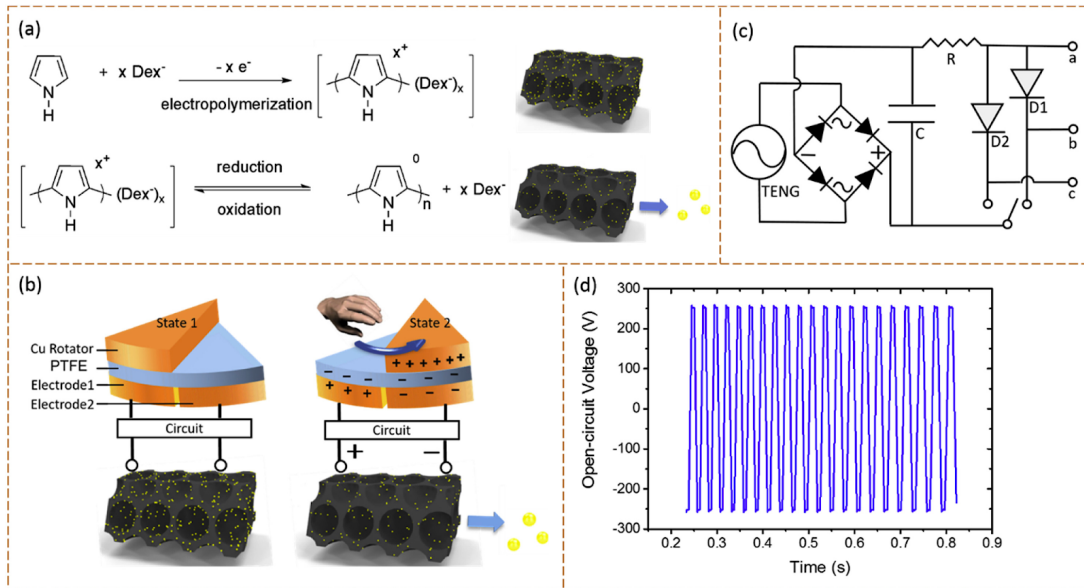 (a)
x+
+ x Dex-
- x e-
electropolymerization
(Dex-)x
N
H
N
H
x+
0
reduction
(Dex-)x
oxidation
n
+ x Dex-
N
H
N
H
(b)
State 1
State 2
Cu Rotator
PTFE
Electrode1
Electrode2
+ + + + + +
- - - - -
+ + + - - -
Circuit
Circuit
+ -
(c)
R
a
D1
C
D2
b
- +
TENG
c
(d)
Open-circuit Voltage (V)
300
200
100
0
-100
-200
-300
0.2 0.3 0.4 0.5 0.6 0.7 0.8 0.9
Time (s)